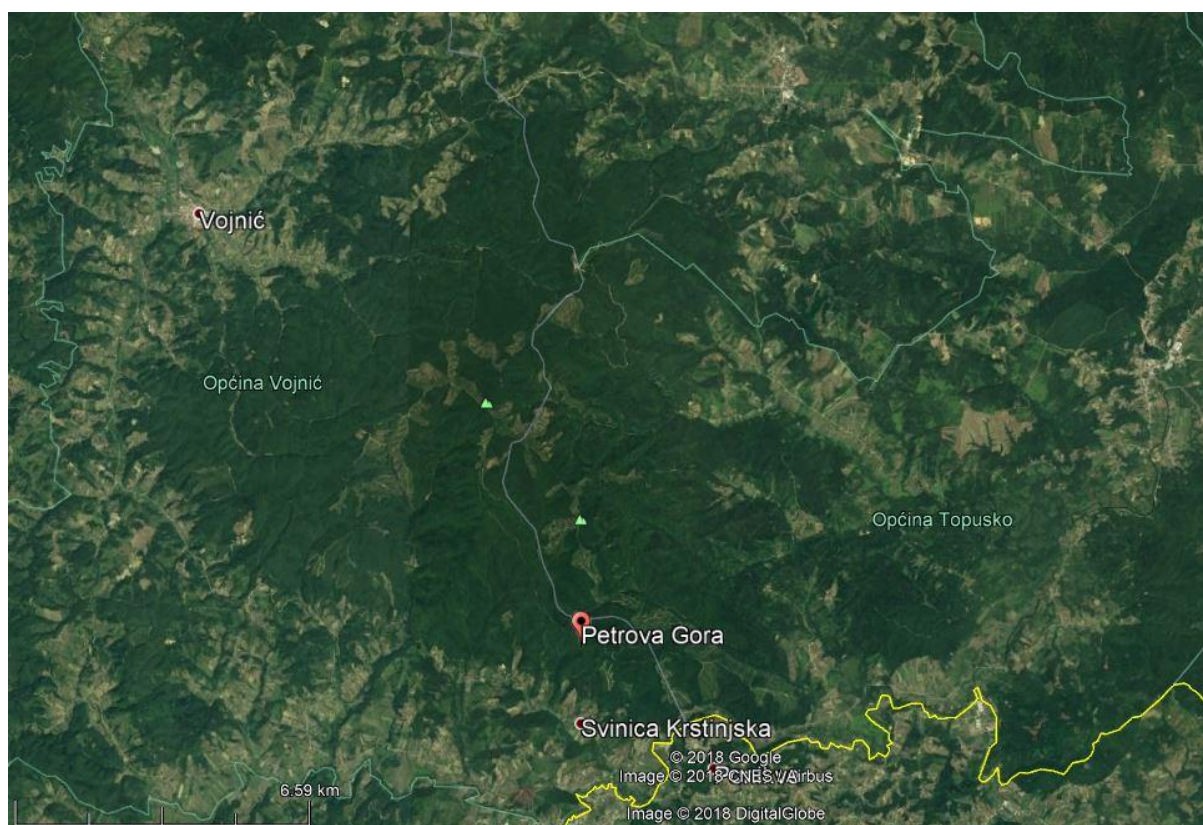 Vojnić
Općina Vojnić
Općina Topusko
Petrova Gora
Svinica Krstinjska
© 2018 Google
Image © 2018 CNES / Airbus
6.59 km
Image © 2018 DigitalGlobe